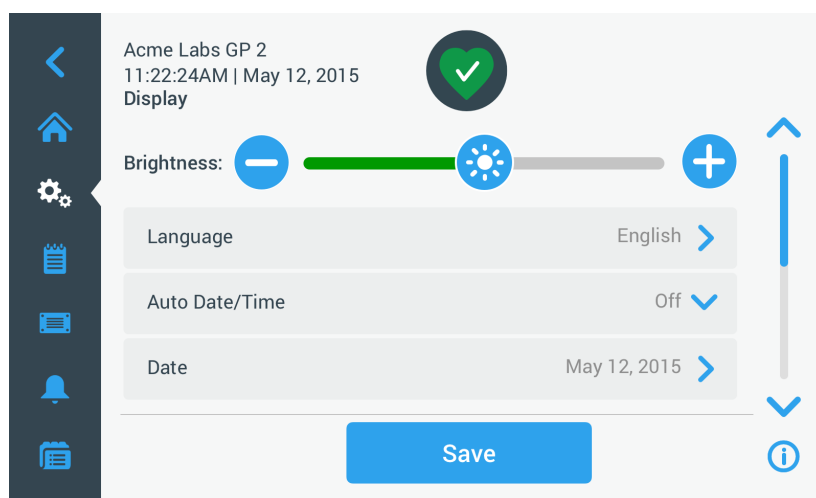 Acme Labs GP 2
11:22:24AM | May 12, 2015
Display
Brightness:
Language English
Auto Date/Time Off
Date May 12, 2015
Save